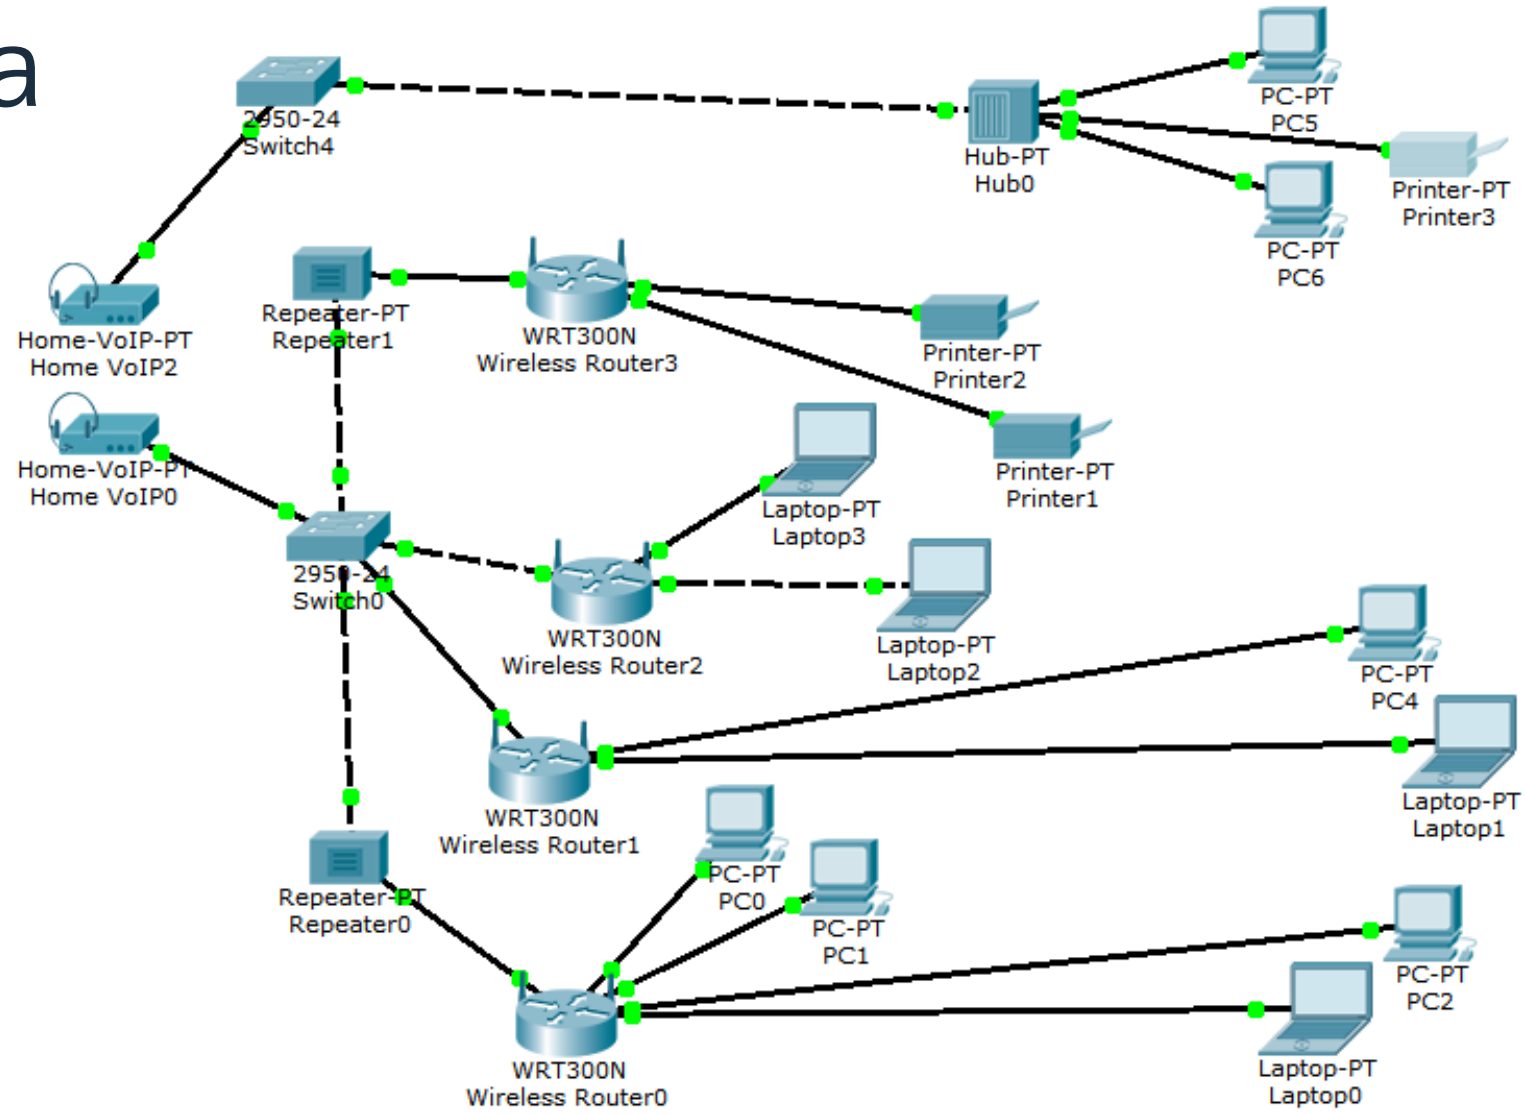 a
2950-24
Switch4
Hub-PT
Hub0
PC-PT
PC5
Printer-PT
Printer3
PC-PT
PC6
Home-VoIP-PT
Home VoIP2
Repeater-PT
Repeater1
WRT300N
Wireless Router3
Printer-PT
Printer2
Home-VoIP-PT
Home VoIP0
Printer-PT
Printer1
Laptop-PT
Laptop3
2950-24
Switch0
WRT300N
Wireless Router2
Laptop-PT
Laptop2
PC-PT
PC4
WRT300N
Wireless Router1
Laptop-PT
Laptop1
Repeater-PT
Repeater0
PC-PT
PC0
PC-PT
PC1
PC-PT
PC2
WRT300N
Wireless Router0
Laptop-PT
Laptop0